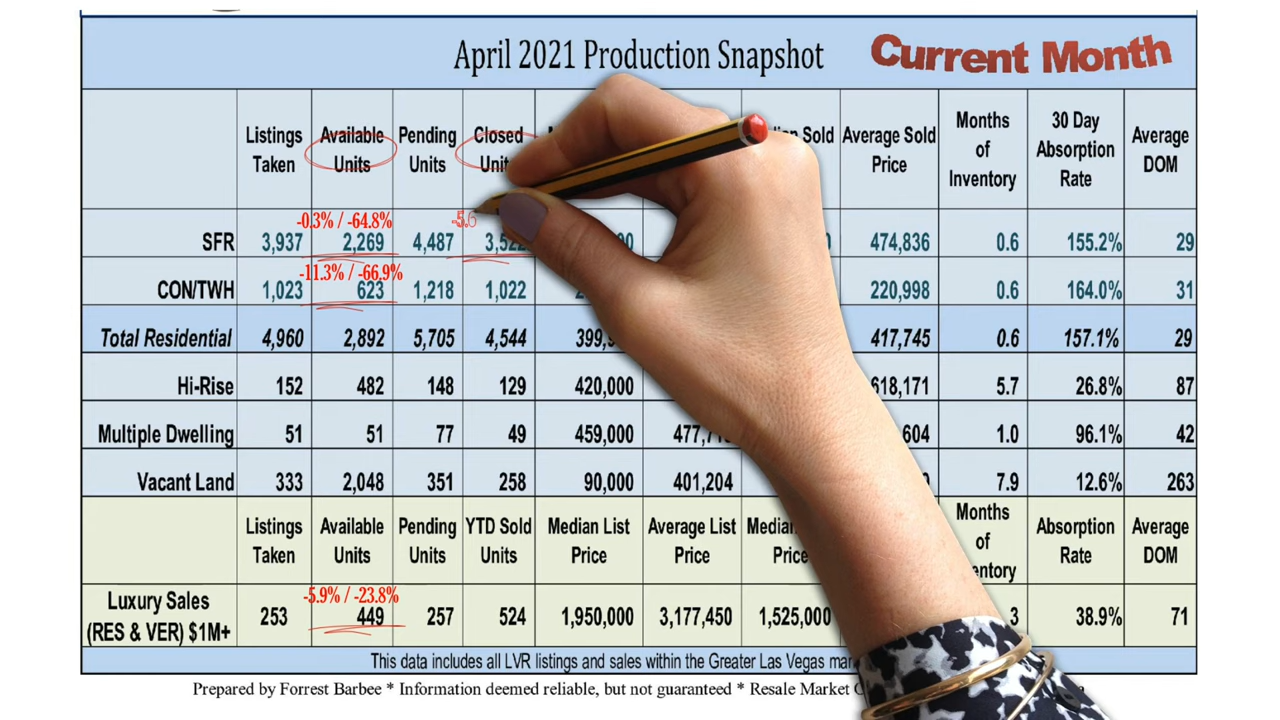 April 2021 Production Snapshot Current Month
Listings Taken Available Units Pending Units Closed Average Sold Price Months of Inventory 30 Day Absorption Rate Average DOM
-0.3% / -64.8%
SFR 3,937 2,269 4,487 474,836 0.6 155.2% 29
-11.3% / -66.9%
CON/TWH 1,023 623 1,218 1,022 220,998 0.6 164.0% 31
Total Residential 4,960 2,892 5,705 4,544 417,745 0.6 157.1% 29
Hi-Rise 152 482 148 129 420,000 618,171 5.7 26.8% 87
Multiple Dwelling 51 51 77 49 459,000 1.0 96.1% 42
Vacant Land 333 2,048 351 258 90,000 401,204 7.9 12.6% 263
Listings Taken Available Units Pending Units YTD Sold Units Median List Price Average List Price Months of Absorption Rate Average DOM
-5.9% / -23.8%
Luxury Sales (RES & VER) $1M+ 253 449 257 524 1,950,000 3,177,450 1,525,000 38.9% 71
This data includes all LVR listings and sales within the Greater Las Vegas
Prepared by Forrest Barbee * Information deemed reliable, but not guaranteed * Resale Market